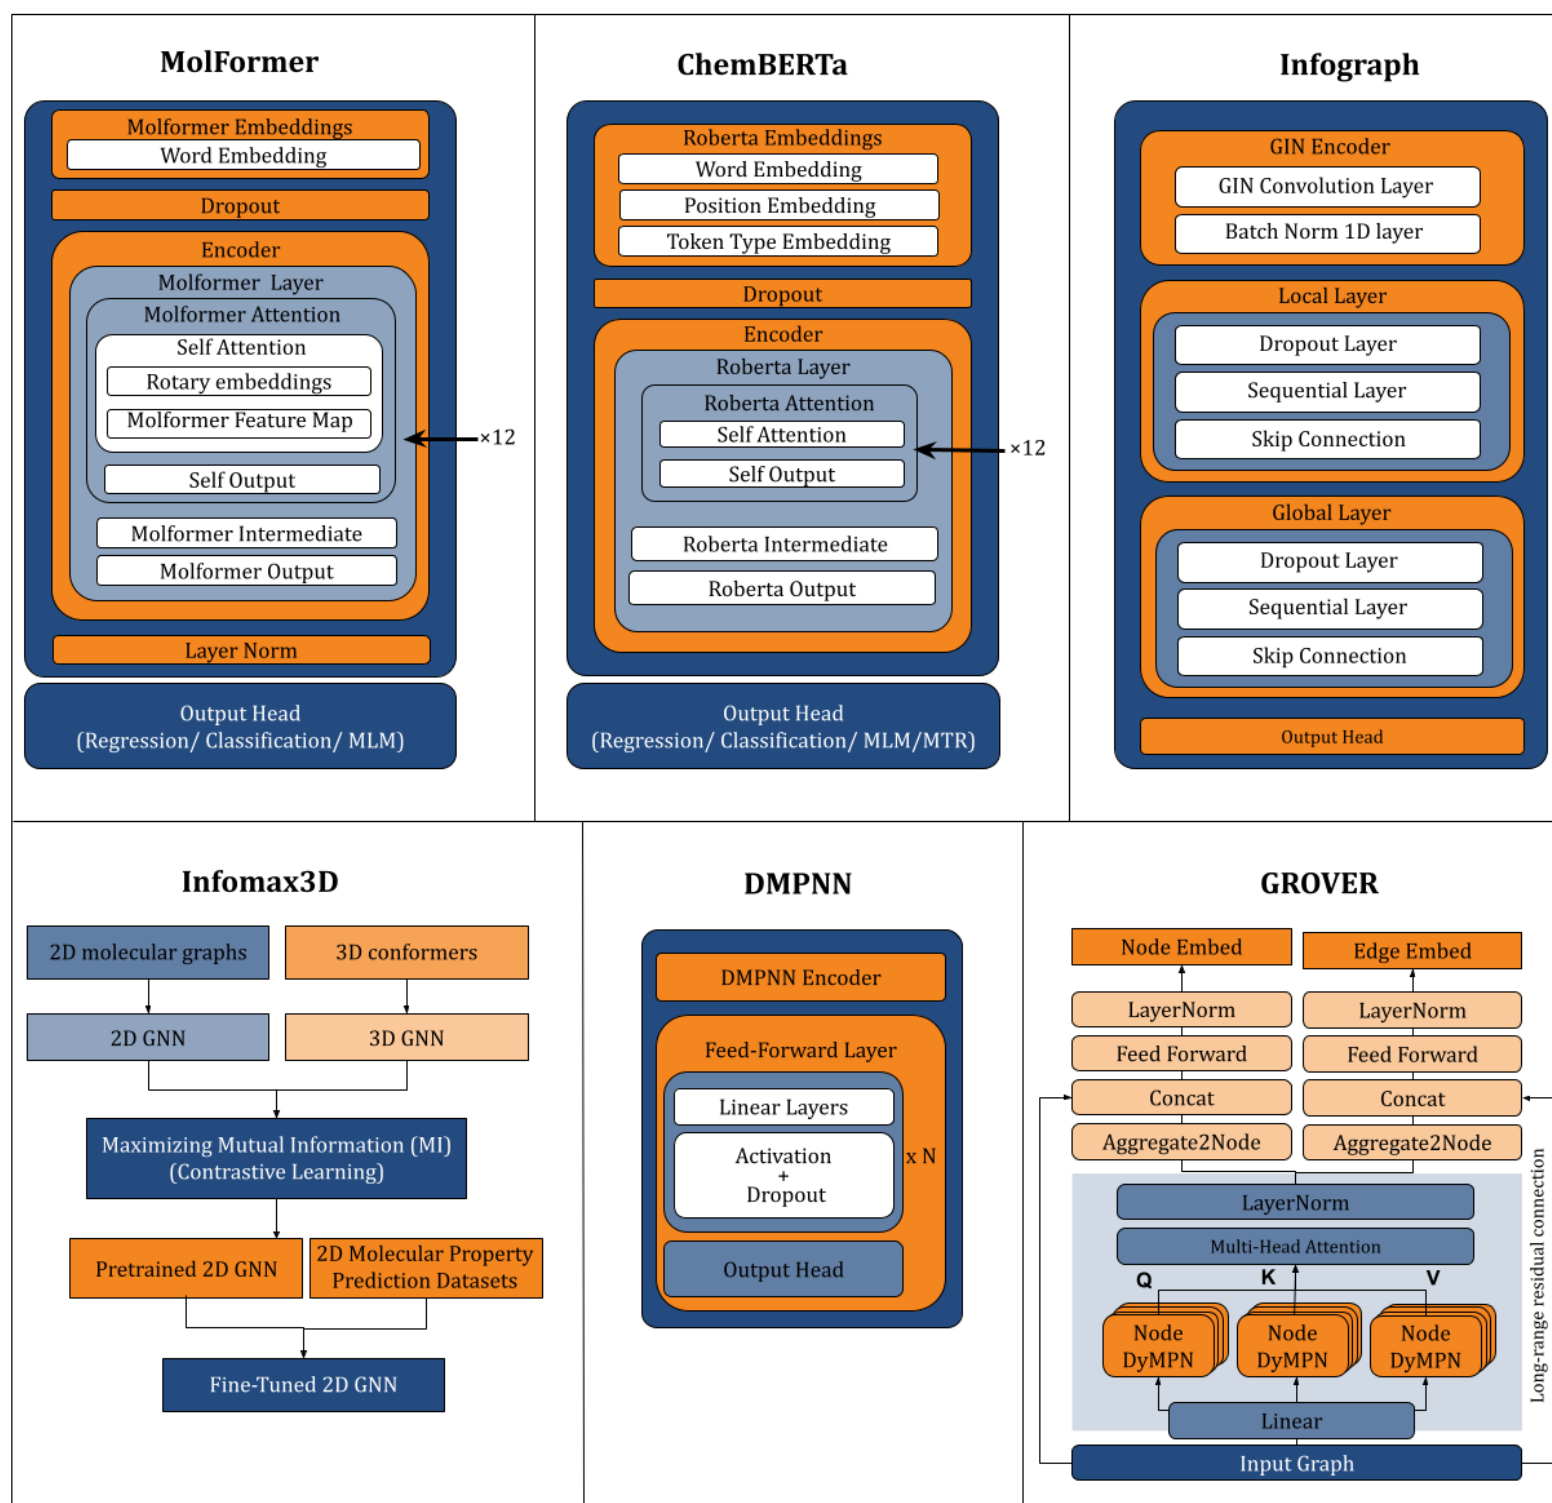 MolFormer
Molformer Embeddings
Word Embedding
Dropout
Encoder
Molformer Layer
Molformer Attention
Self Attention
Rotary embeddings
Molformer Feature Map
×12
Self Output
Molformer Intermediate
Molformer Output
Layer Norm
Output Head
(Regression/ Classification/ MLM)
ChemBERTa
Roberta Embeddings
Word Embedding
Position Embedding
Token Type Embedding
Dropout
Encoder
Roberta Layer
Roberta Attention
Self Attention
×12
Self Output
Roberta Intermediate
Roberta Output
Output Head
(Regression/ Classification/ MLM/MTR)
Infograph
GIN Encoder
GIN Convolution Layer
Batch Norm 1D layer
Local Layer
Dropout Layer
Sequential Layer
Skip Connection
Global Layer
Dropout Layer
Sequential Layer
Skip Connection
Output Head
Infomax3D
2D molecular graphs
3D conformers
2D GNN
3D GNN
Maximizing Mutual Information (MI)
(Contrastive Learning)
Pretrained 2D GNN
2D Molecular Property
Prediction Datasets
Fine-Tuned 2D GNN
DMPNN
DMPNN Encoder
Feed-Forward Layer
Linear Layers
Activation
+
Dropout
x N
Output Head
GROVER
Node Embed
Edge Embed
LayerNorm
LayerNorm
Feed Forward
Feed Forward
Concat
Concat
Aggregate2Node
Aggregate2Node
LayerNorm
Multi-Head Attention
Q
K
V
Node
DyMPN
Node
DyMPN
Node
DyMPN
Linear
Input Graph
Long-range residual connection